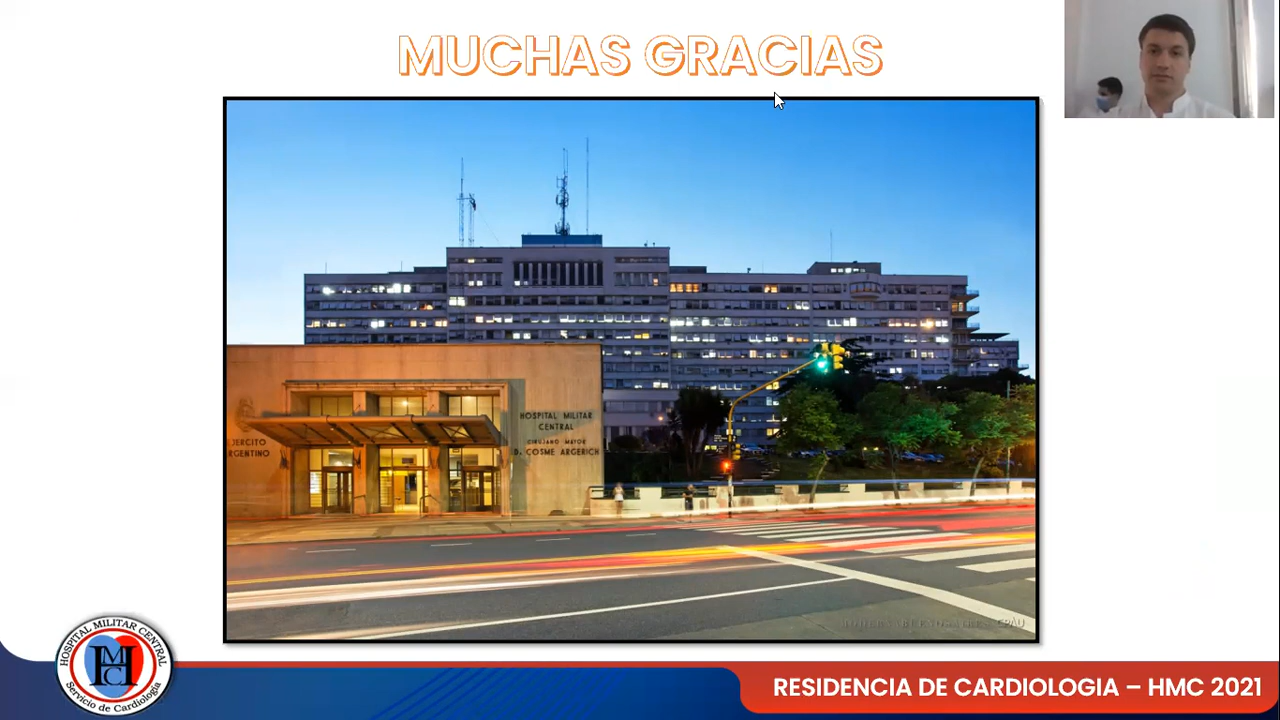 MUCHAS GRACIAS
HOSPITAL MILITAR
CENTRAL
CIRUJANO MAYOR
D. COSME ARGERICH
EJERCITO
RGENTINO
HOSPITAL MILITAR CENTRAL
HMC
Servicio de Cardiología
RESIDENCIA DE CARDIOLOGIA – HMC 2021